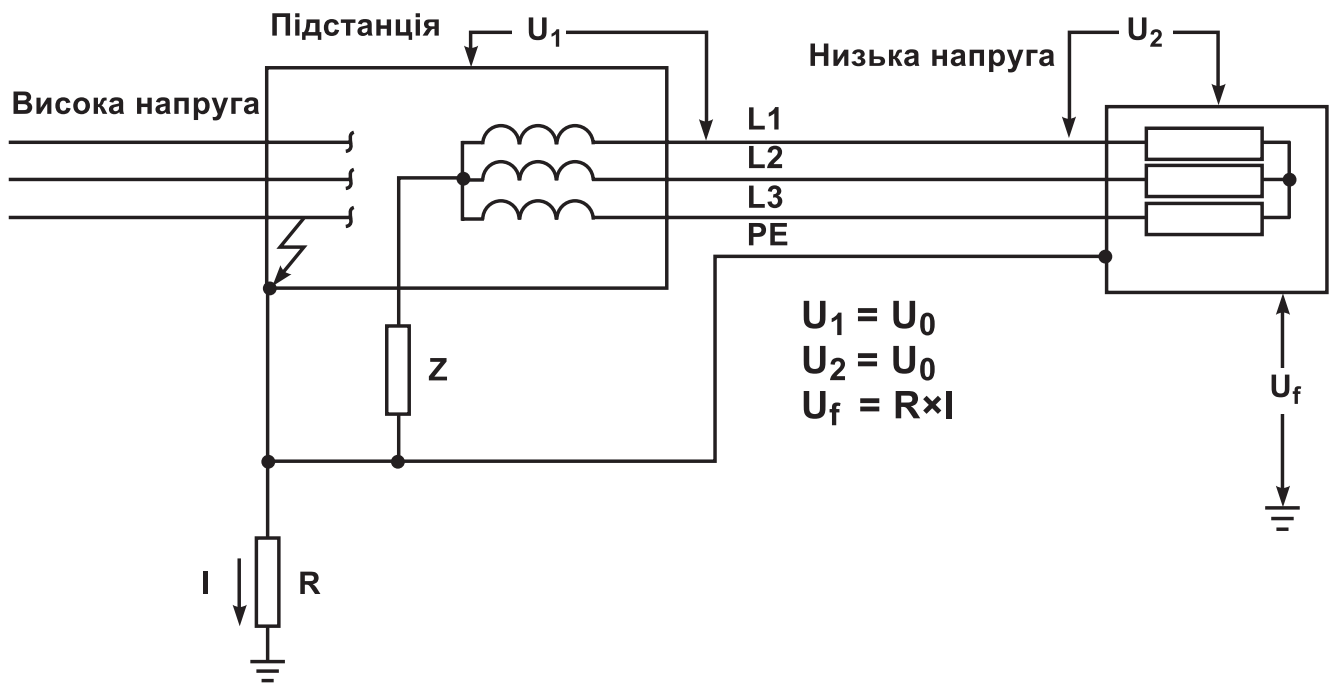 Підстанція
U1
U2
Низька напруга
Висока напруга
L1
L2
L3
PE
U1 = U0
U2 = U0
Uf = R×I
Z
Uf
I
R